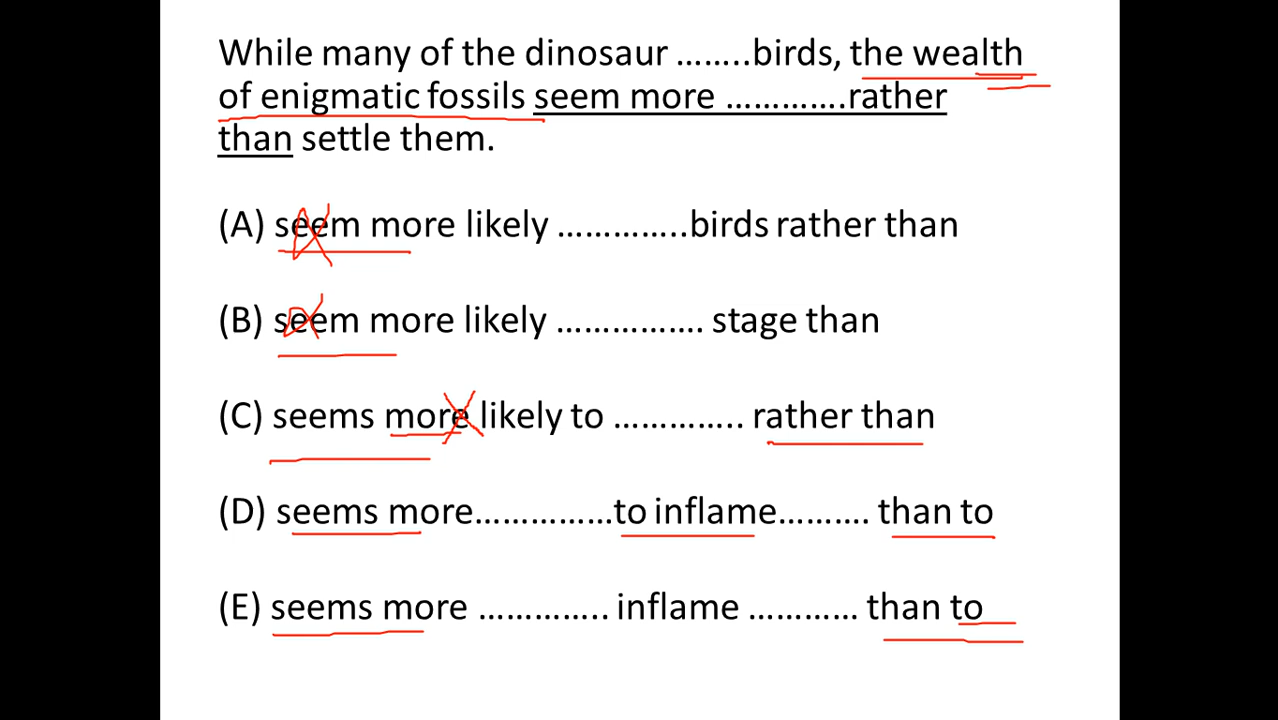 While many of the dinosaur ........birds, the wealth
of enigmatic fossils seem more .............rather
than settle them.
(A) seem more likely ..............birds rather than
(B) seem more likely ................ stage than
(C) seems more likely to .............. rather than
(D) seems more...............to inflame.......... than to
(E) seems more .............. inflame ............ than to